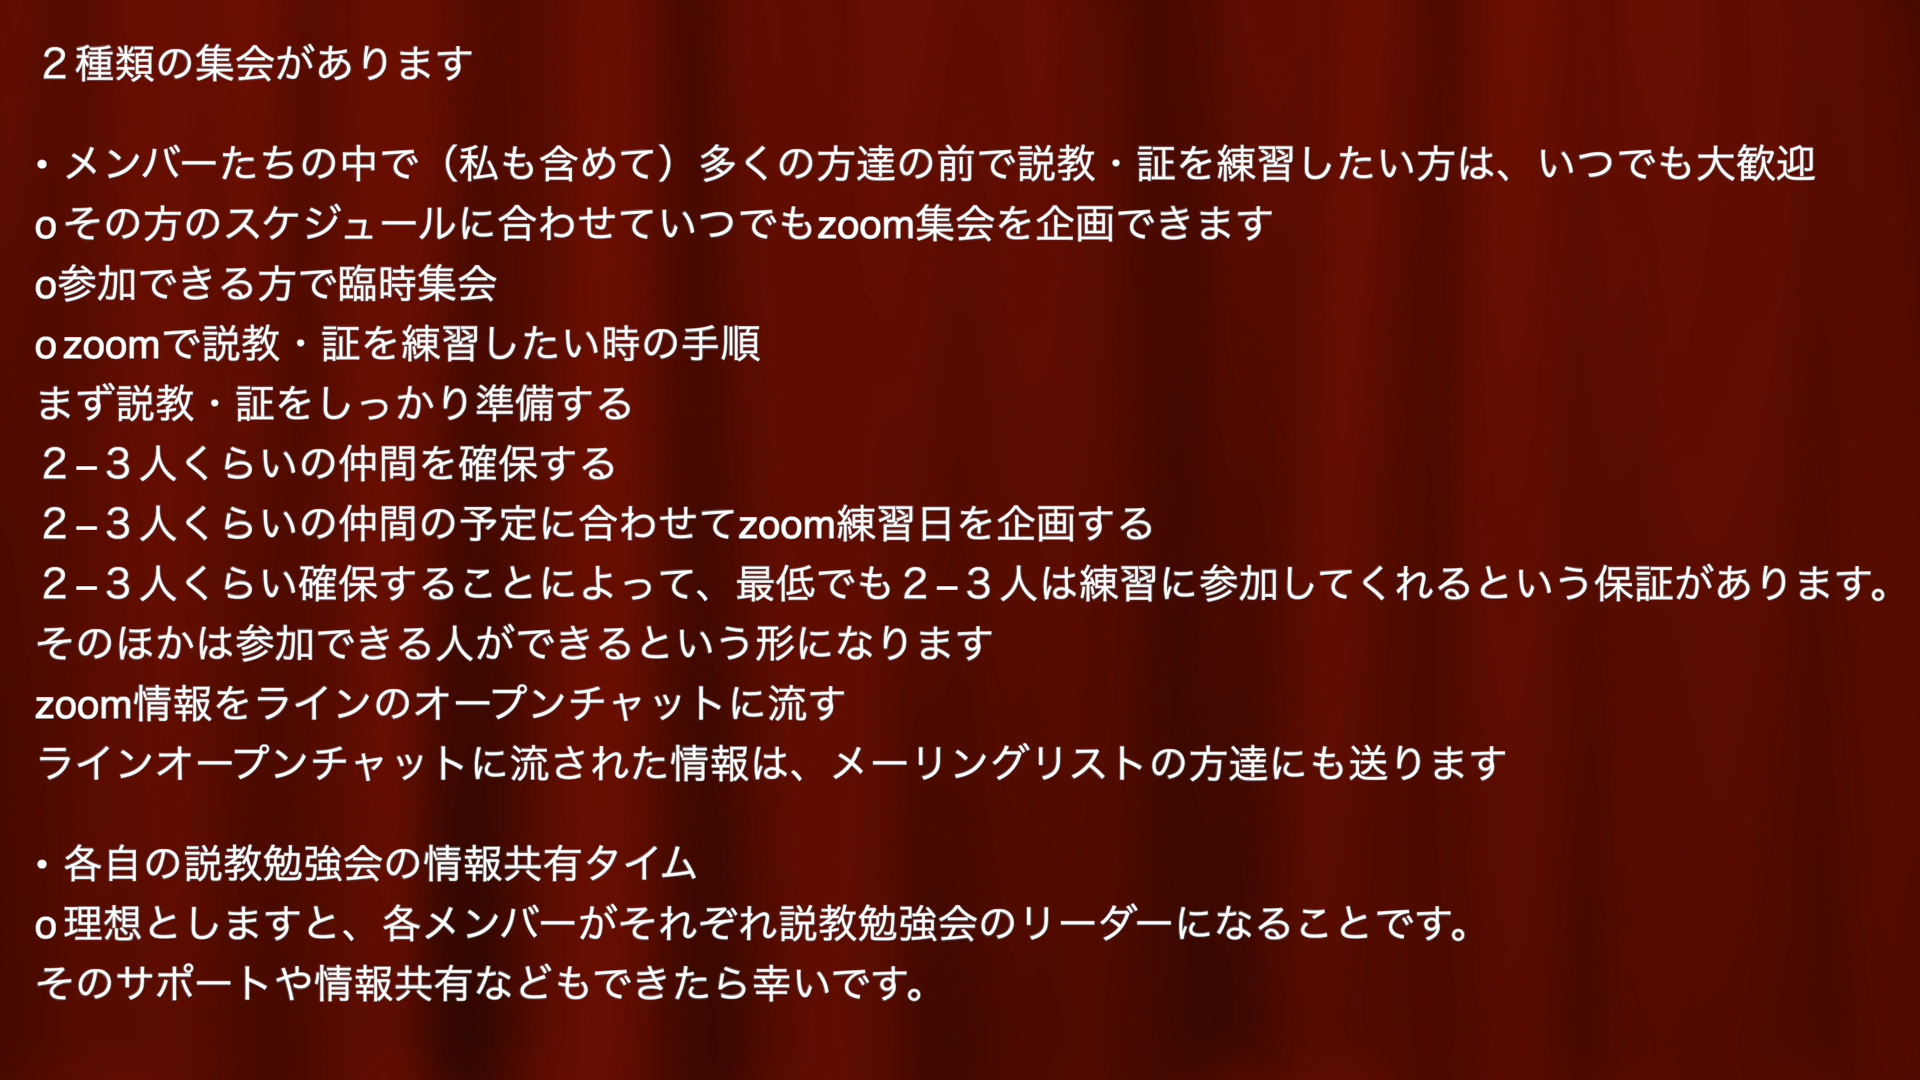 ２種類の集会があります
• メンバーたちの中で（私も含めて）多くの方達の前で説教・証を練習したい方は、いつでも大歓迎
o その方のスケジュールに合わせていつでもzoom集会を企画できます
o参加できる方で臨時集会
o zoomで説教・証を練習したい時の手順
まず説教・証をしっかり準備する
２–３人くらいの仲間を確保する
２–３人くらいの仲間の予定に合わせてzoom練習日を企画する
２–３人くらい確保することによって、最低でも２–３人は練習に参加してくれるという保証があります。
そのほかは参加できる人ができるという形になります
zoom情報をラインのオープンチャットに流す
ラインオープンチャットに流された情報は、メーリングリストの方達にも送ります
• 各自の説教勉強会の情報共有タイム
o 理想としますと、各メンバーがそれぞれ説教勉強会のリーダーになることです。
そのサポートや情報共有などもできたら幸いです。